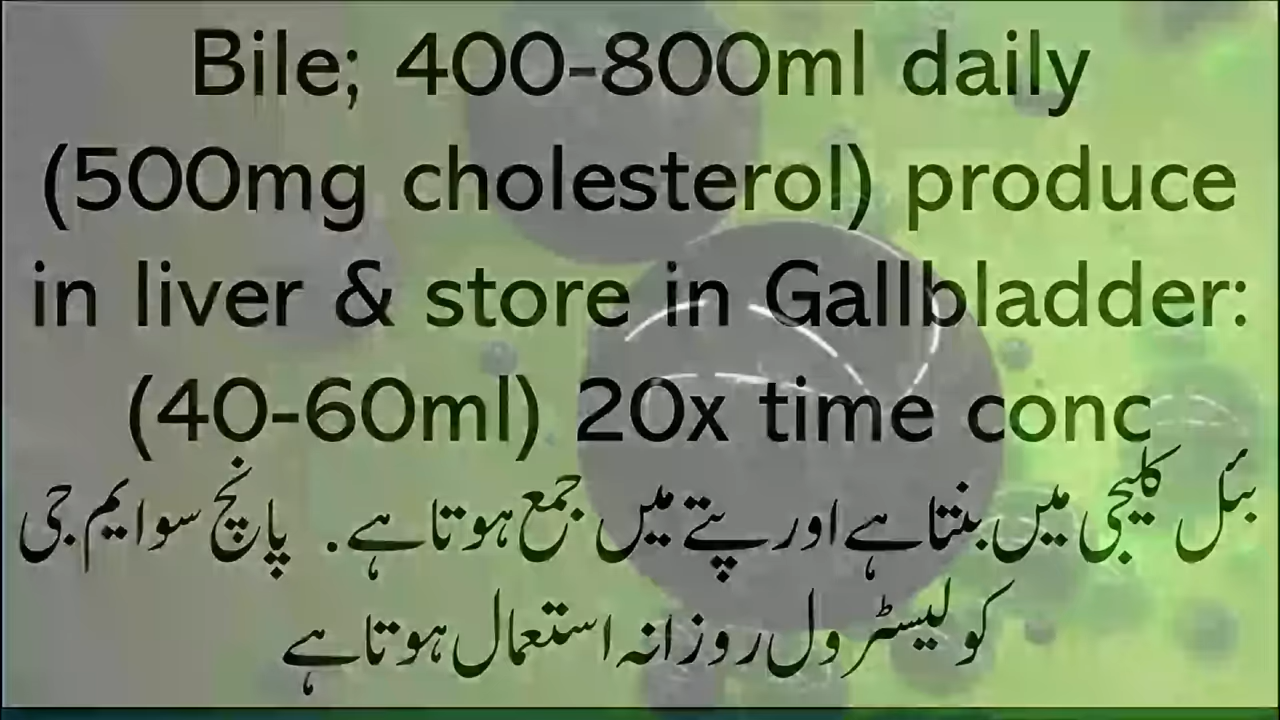 Bile; 400-800ml daily
(500mg cholesterol) produce
in liver & store in Gallbladder:
(40-60ml) 20x time conc
بئل کلیجی میں بنتا ہے اور پتے میں جمع ہوتا ہے. پانچ سو ایم جی
کولیسٹرول روزانہ استعمال ہوتا ہے